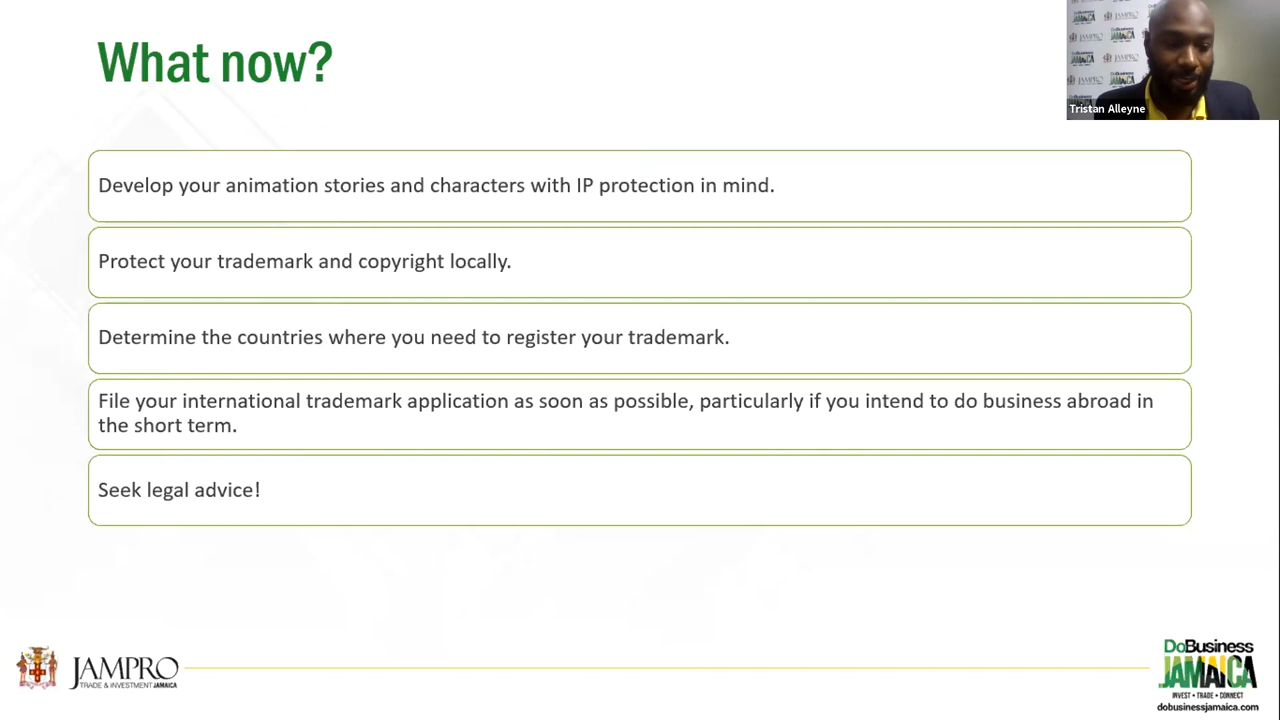 What now?
Tristan Alleyne
Develop your animation stories and characters with IP protection in mind.
Protect your trademark and copyright locally.
Determine the countries where you need to register your trademark.
File your international trademark application as soon as possible, particularly if you intend to do business abroad in
the short term.
Seek legal advice!
JAMPRO
TRADE & INVESTMENT JAMAICA
DoBusiness
JAMAICA
INVEST • TRADE • CONNECT
dobusinessjamaica.com